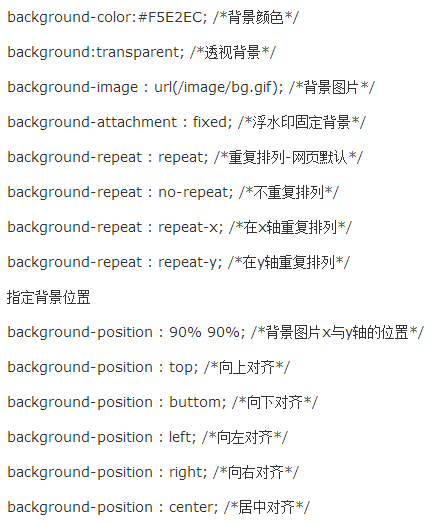 background-color:#F5E2EC; /*背景颜色*/
background:transparent; /*透视背景*/
background-image : url(/image/bg.gif); /*背景图片*/
background-attachment : fixed; /*浮水印固定背景*/
background-repeat : repeat; /*重复排列-网页默认*/
background-repeat : no-repeat; /*不重复排列*/
background-repeat : repeat-x; /*在x轴重复排列*/
background-repeat : repeat-y; /*在y轴重复排列*/
指定背景位置
background-position : 90% 90%; /*背景图片x与y轴的位置*/
background-position : top; /*向上对齐*/
background-position : buttom; /*向下对齐*/
background-position : left; /*向左对齐*/
background-position : right; /*向右对齐*/
background-position : center; /*居中对齐*/